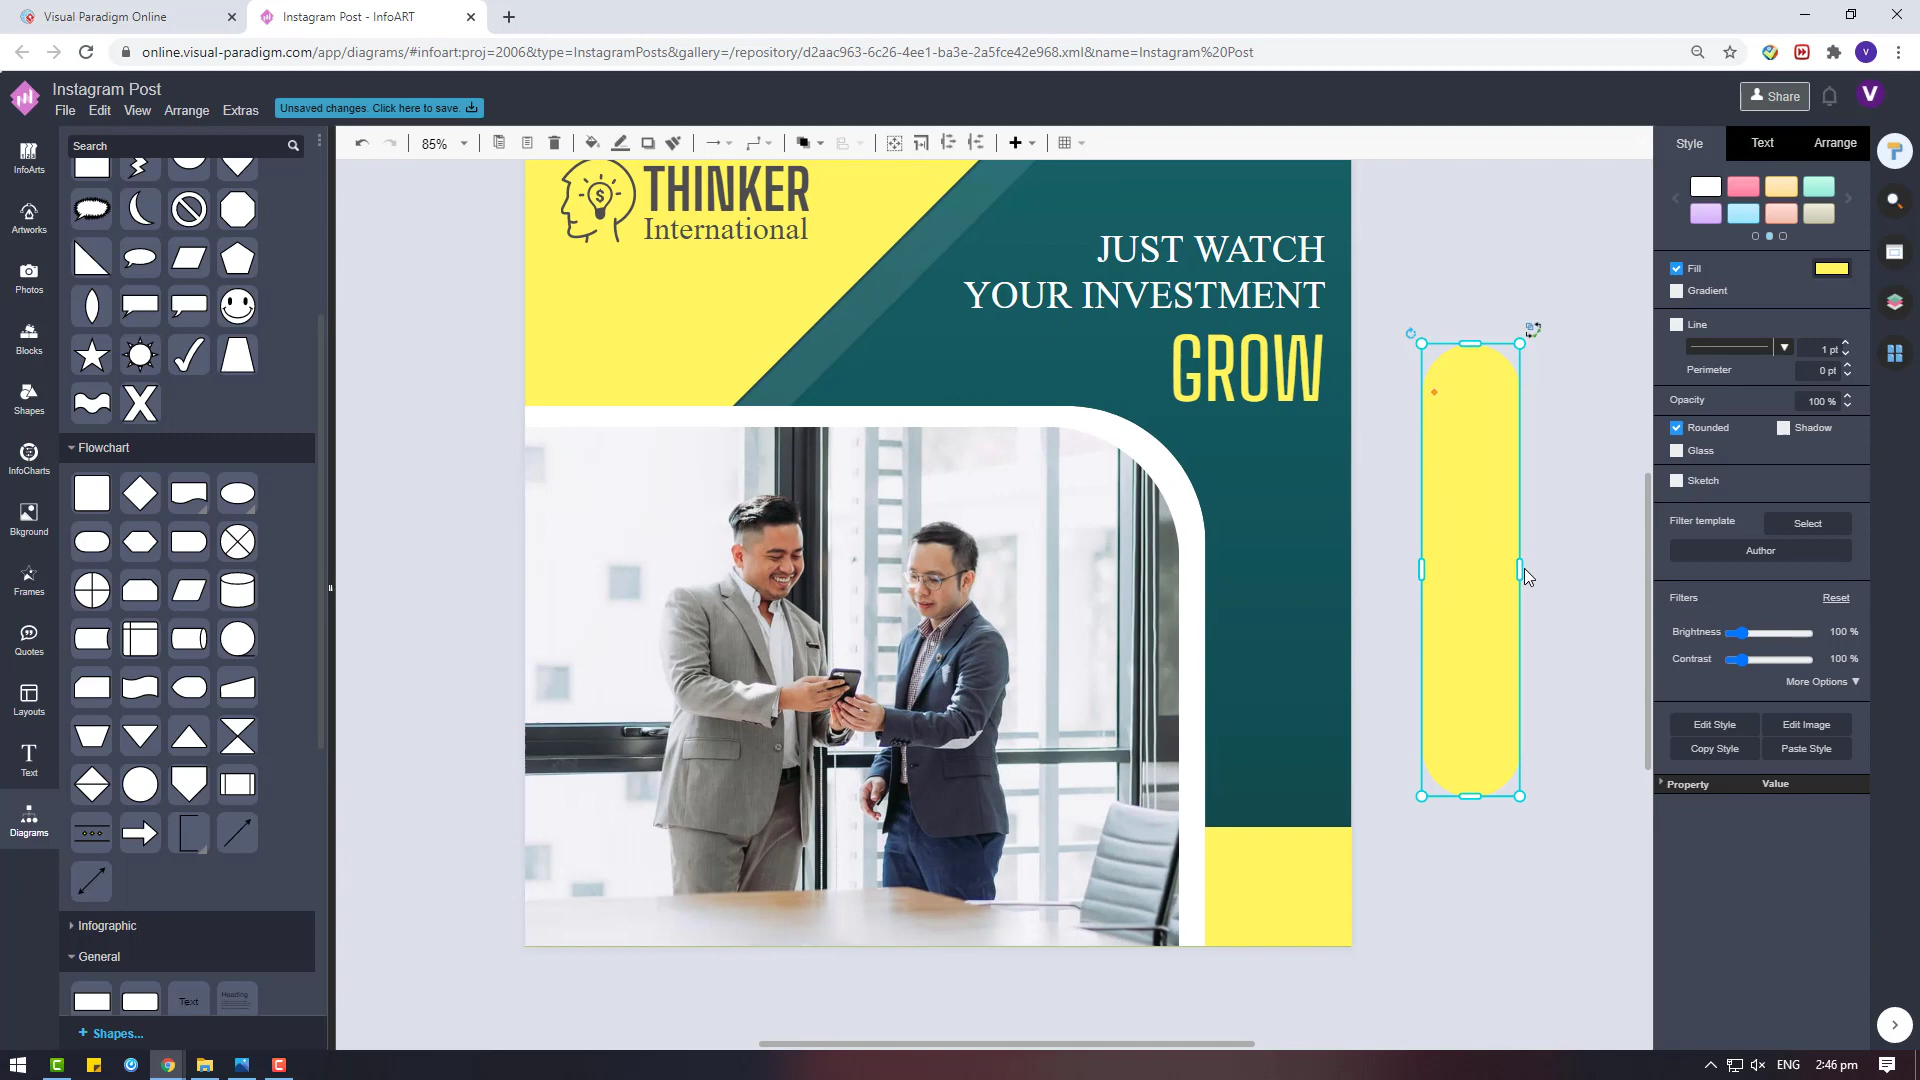 Visual Paradigm Online
Instagram Post - InfoART
online.visual-paradigm.com/app/diagrams/#infoart:proj=2006&type=InstagramPosts&gallery=/repository/d2aac963-6c26-4ee1-ba3e-2a5fce42e968.xml&name=Instagram%20Post
V
Instagram Post
File Edit View Arrange Extras
Unsaved changes. Click here to save.
Share
V
Search
85%
Style Text Arrange
InfoArts
Artworks
Photos
Blocks
Shapes
InfoCharts
Bkground
Frames
Quotes
Layouts
Text
Diagrams
Flowchart
Infographic
General
Text
Heading
+ Shapes...
THINKER
International
JUST WATCH
YOUR INVESTMENT
GROW
Fill
Gradient
Line
1 pt
Perimeter 0 pt
Opacity 100 %
Rounded Shadow
Glass
Sketch
Filter template Select
Author
Filters Reset
Brightness 100 %
Contrast 100 %
More Options
Edit Style Edit Image
Copy Style Paste Style
Property Value
ENG 2:46 pm